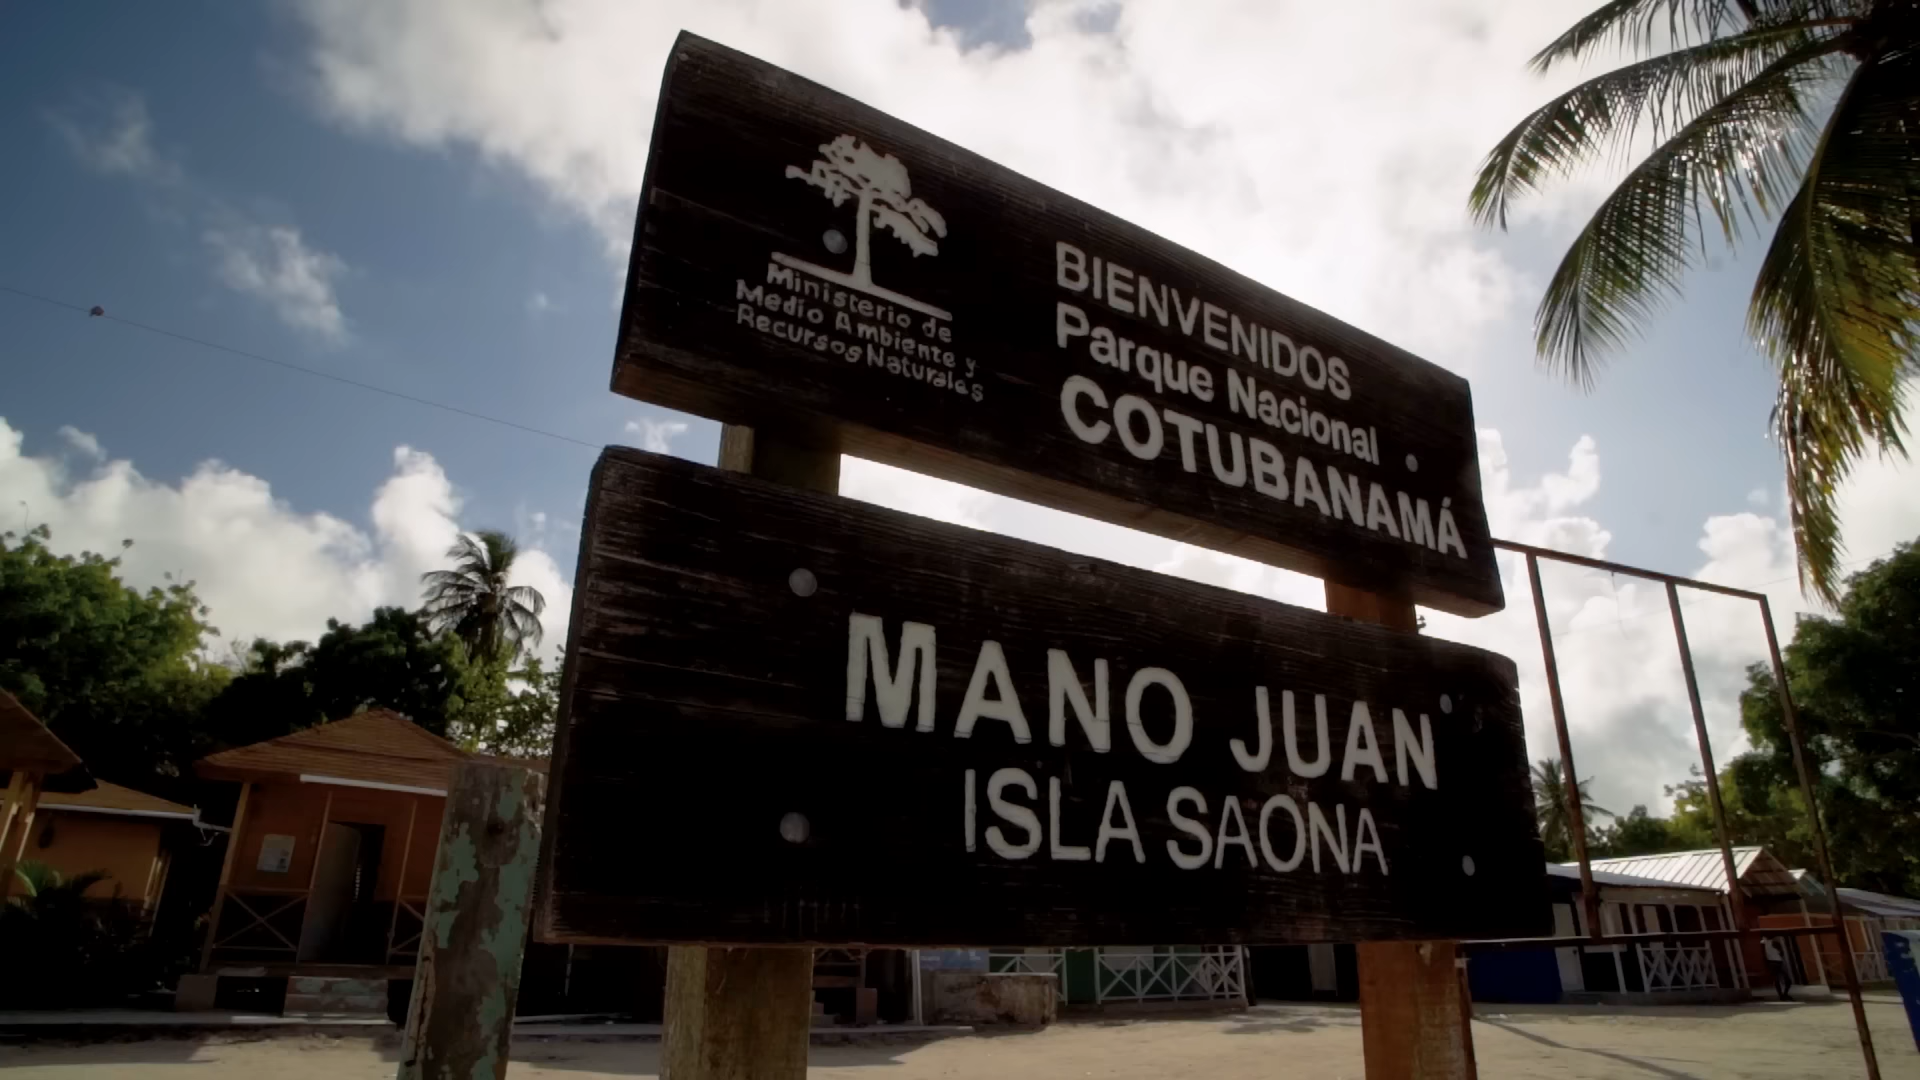 Ministerio de
Medio Ambiente y
Recursos Naturales
BIENVENIDOS
Parque Nacional
COTUBANAMÁ
MANO JUAN
ISLA SAONA